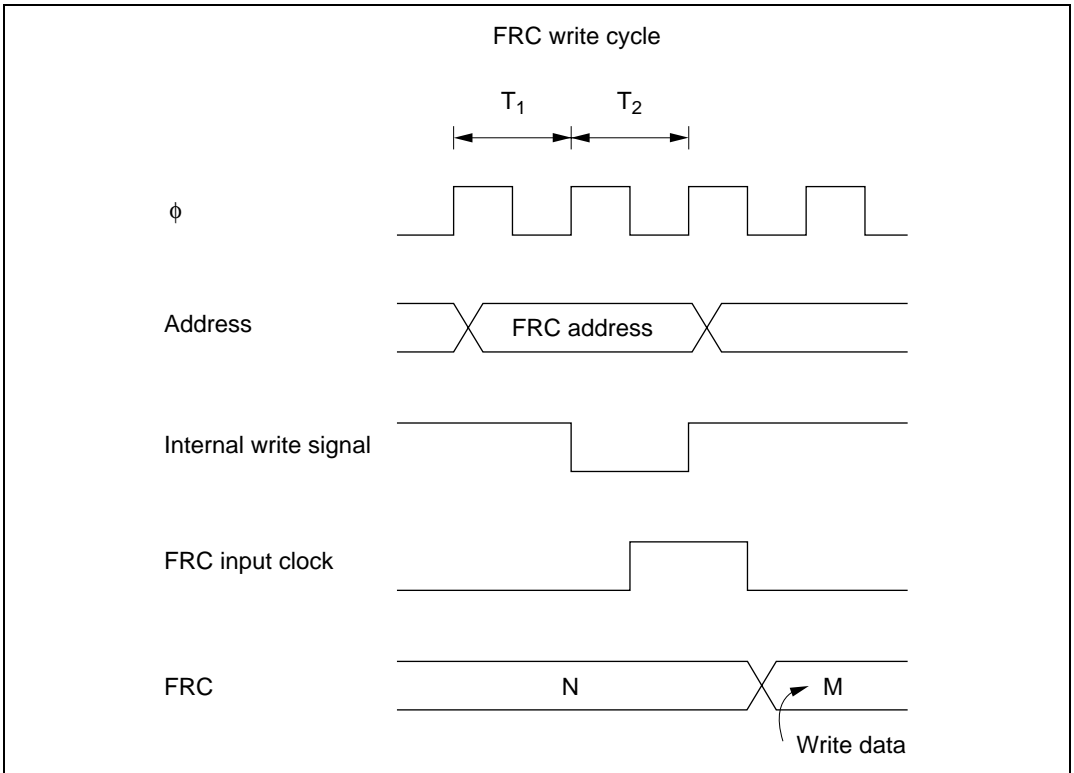 FRC write cycle
T1 T2
ϕ
Address
FRC address
Internal write signal
FRC input clock
FRC
N
M
Write data